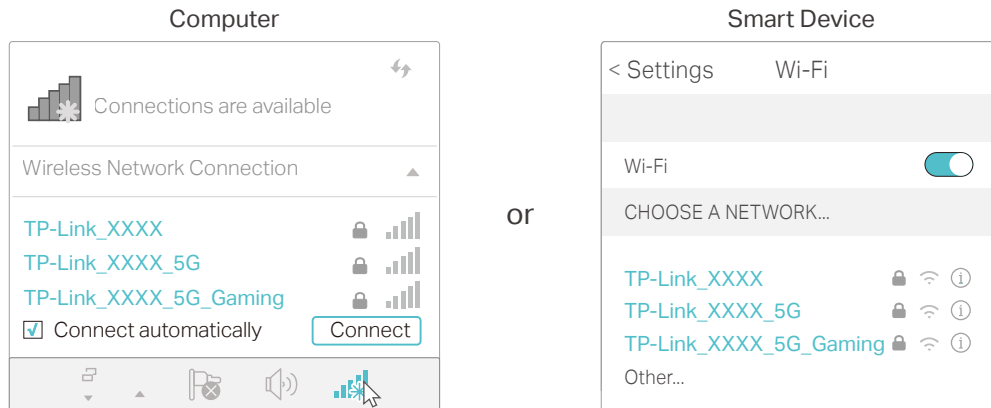 Computer
Connections are available
Wireless Network Connection
TP-Link_XXXX
TP-Link_XXXX_5G
TP-Link_XXXX_5G_Gaming
Connect automatically
Connect
or
Smart Device
< Settings
Wi-Fi
Wi-Fi
CHOOSE A NETWORK...
TP-Link_XXXX
TP-Link_XXXX_5G
TP-Link_XXXX_5G_Gaming
Other...